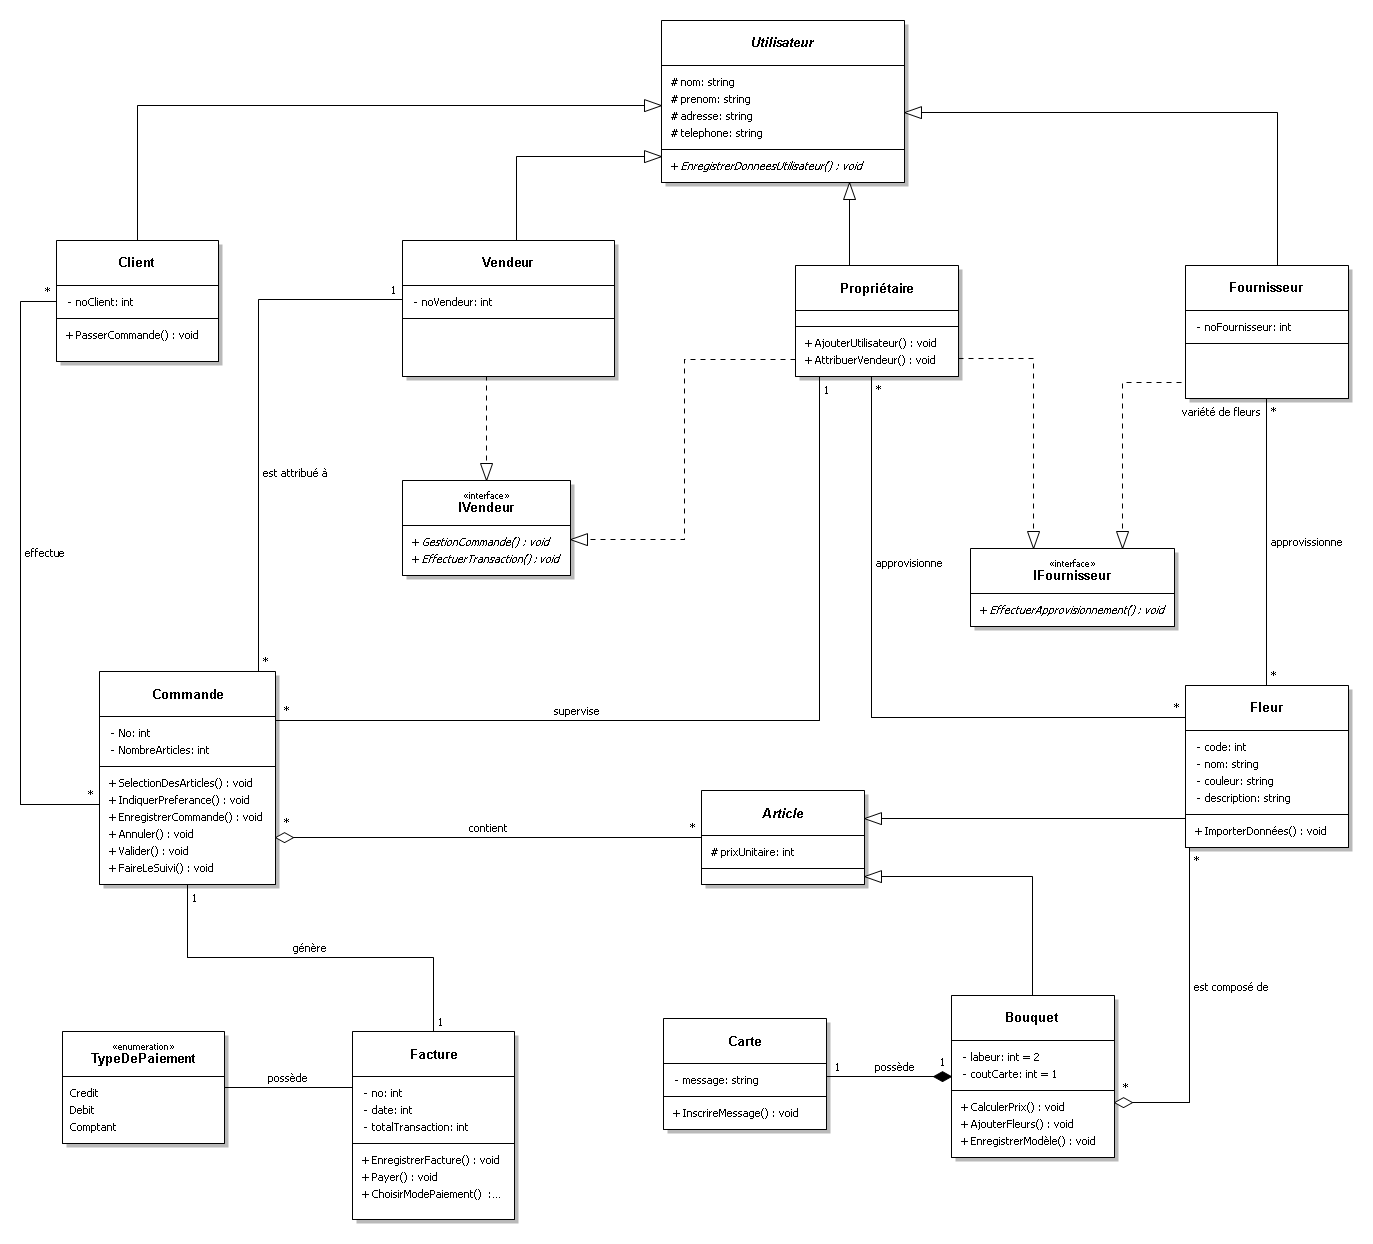 Utilisateur
# nom: string
# prenom: string
# adresse: string
# telephone: string
+ EnregistrerDonneesUtilisateur() : void
Client
- noClient: int
+ PasserCommande() : void
*
Vendeur
- noVendeur: int
1
Propriétaire
+ AjouterUtilisateur() : void
+ AttribuerVendeur() : void
1
*
Fournisseur
- noFournisseur: int
variété de fleurs
*
est attribué à
«interface»
IVendeur
+ GestionCommande() : void
+ EffectuerTransaction() : void
effectue
approvisionne
approvissionne
«interface»
IFournisseur
+ EffectuerApprovisionnement() : void
*
*
Commande
- No: int
- NombreArticles: int
+ SelectionDesArticles() : void
+ IndiquerPreferance() : void
+ EnregistrerCommande() : void
+ Annuler() : void
+ Valider() : void
+ FaireLeSuivi() : void
*
*
supervise
*
Fleur
- code: int
- nom: string
- couleur: string
- description: string
+ ImporterDonnées() : void
*
*
contient
*
Article
# prixUnitaire: int
1
génère
1
est composé de
«enumeration»
TypeDePaiement
Credit
Debit
Comptant
possède
Facture
- no: int
- date: int
- totalTransaction: int
+ EnregistrerFacture() : void
+ Payer() : void
+ ChoisirModePaiement() :...
Carte
- message: string
+ InscrireMessage() : void
1
possède
1
Bouquet
- labeur: int = 2
- coutCarte: int = 1
+ CalculerPrix() : void
+ AjouterFleurs() : void
+ EnregistrerModèle() : void
*